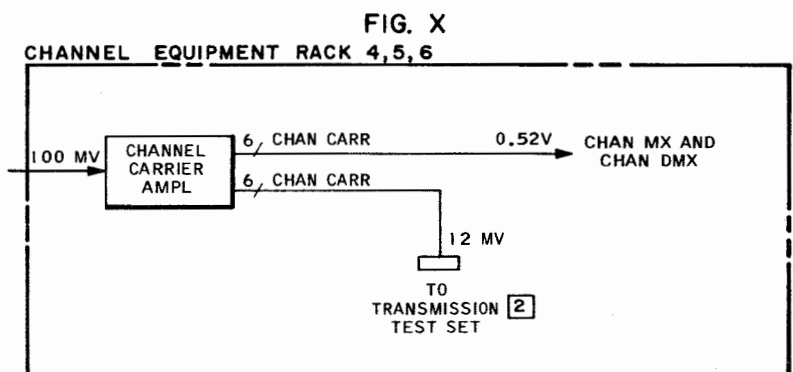 FIG. X
CHANNEL EQUIPMENT RACK 4,5,6
100 MV
CHANNEL
CARRIER
AMPL
6/ CHAN CARR
0.52V
CHAN MX AND
CHAN DMX
6/ CHAN CARR
12 MV
TO
TRANSMISSION 2
TEST SET